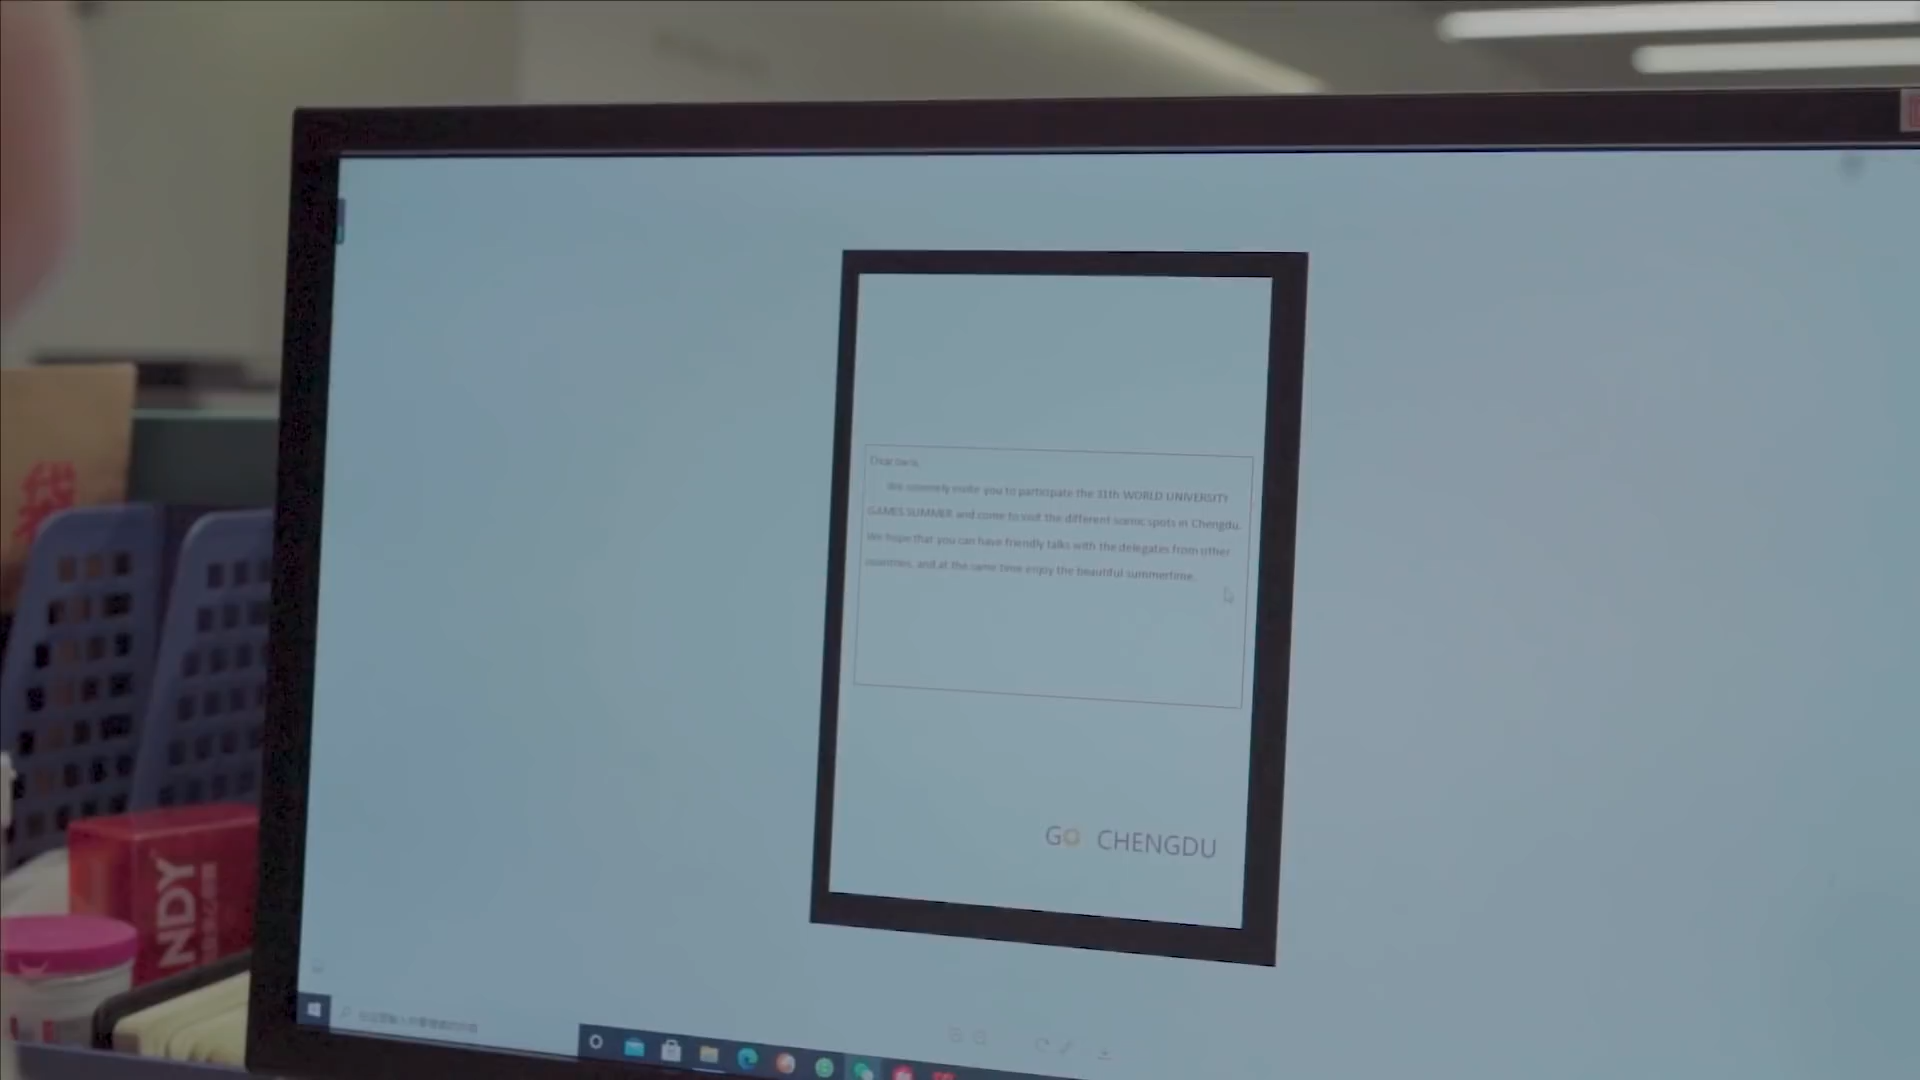 We sincerely invite you to participate the 31th WORLD UNIVERSITY
GAMES SUMMER and come to visit the different scenic spots in Chengdu.
We hope that you can have friendly talks with the delegates from other
countries, and at the same time enjoy the beautiful summertime.
GO CHENGDU
NDY